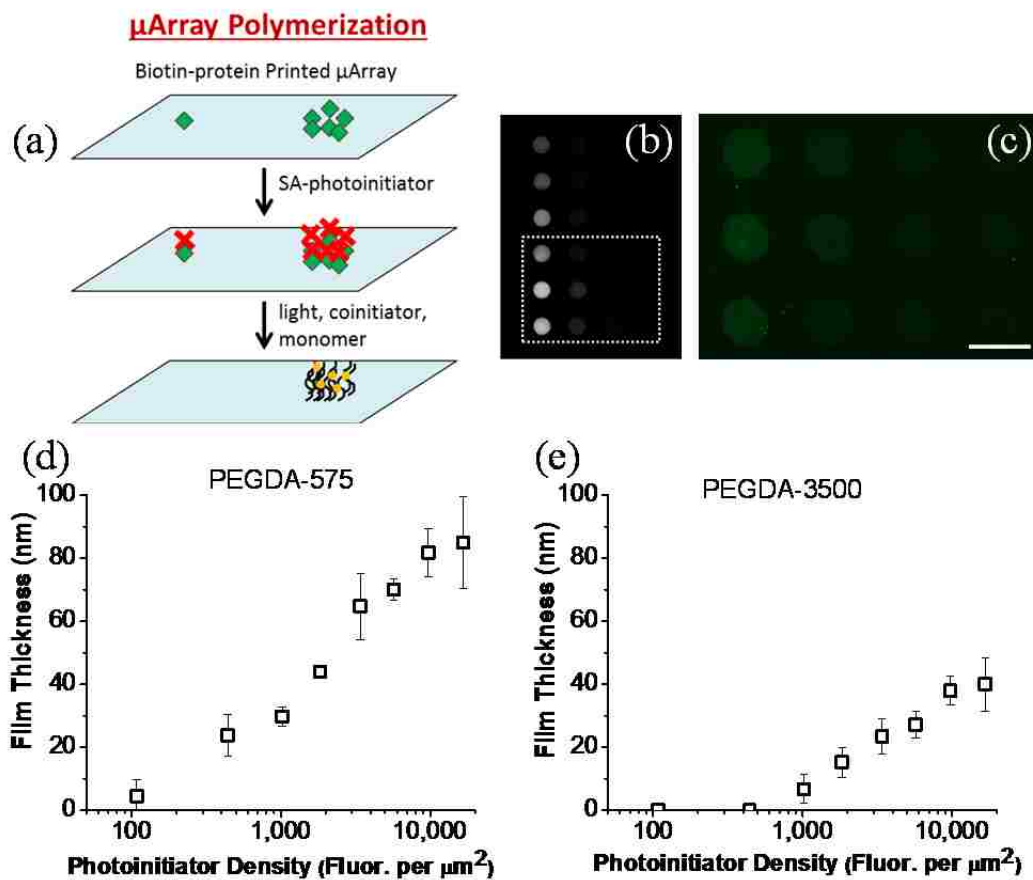 μArray Polymerization
Biotin-protein Printed μArray
(a)
SA-photoinitiator
light, coinitiator,
monomer
(b)
(c)
(d)
PEGDA-575
100
80
60
40
20
0
Film Thickness (nm)
100
1,000
10,000
Photoinitiator Density (Fluor. per μm²)
(e)
PEGDA-3500
100
80
60
40
20
0
Film Thickness (nm)
100
1,000
10,000
Photoinitiator Density (Fluor. per μm²)